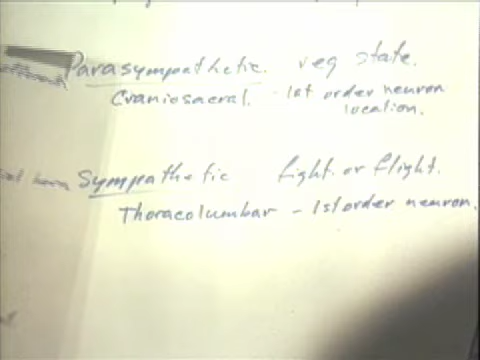 Parasympathetic. veg state.
Craniosacral. - 1st order neuron
location.
Sympathetic fight or flight.
Thoracolumbar - 1st order neuron.